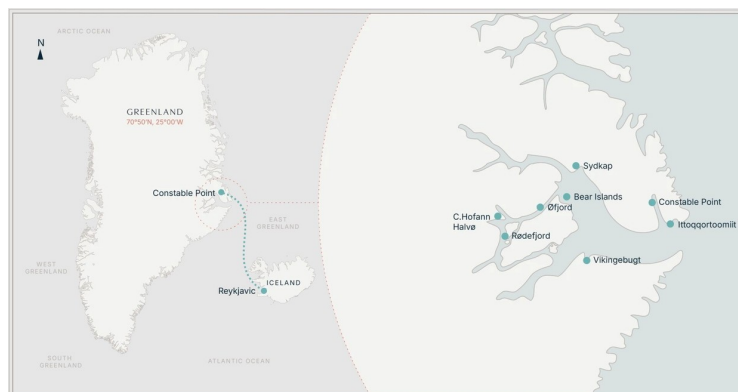 ARCTIC OCEAN
N
GREENLAND
70°50'N, 25°00'W
Constable Point
EAST
GREENLAND
WEST
GREENLAND
ICELAND
Reykjavic
SOUTH
GREENLAND
ATLANTIC OCEAN
Sydkap
Bear Islands
Constable Point
Øfjord
C.Hofann
Halvø
Ittoqqortoomiit
Rødefjord
Vikingebugt